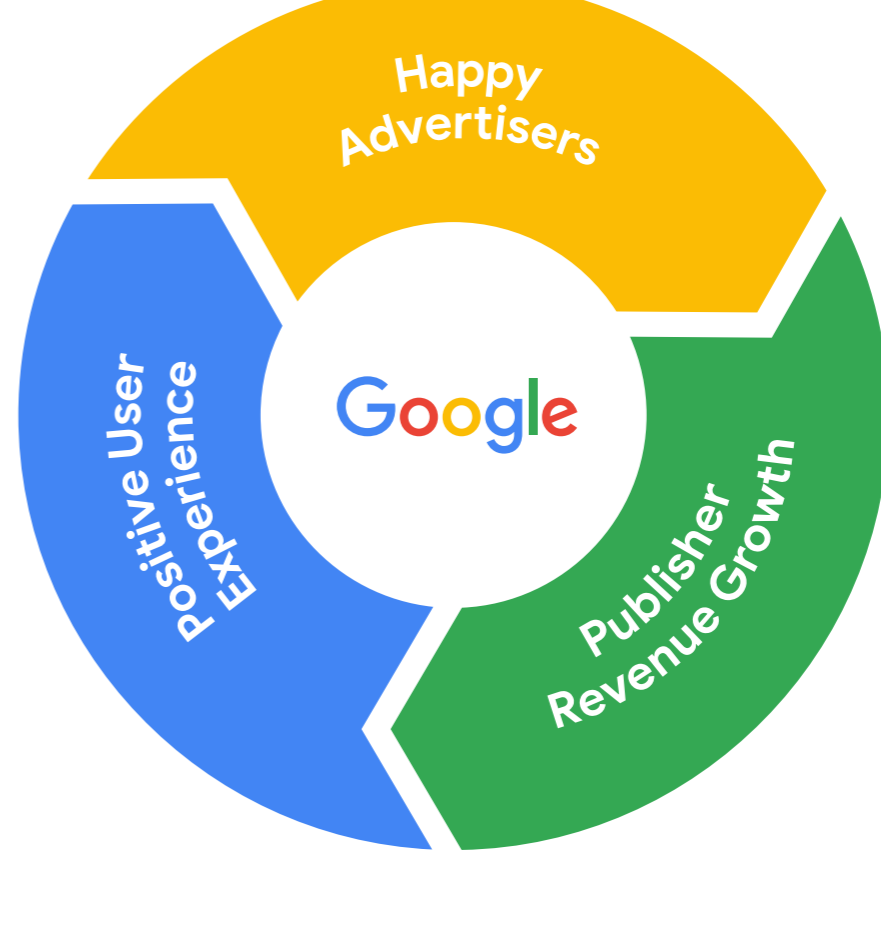 Happy
Advertisers
Google
Positive User
Experience
Publisher
Revenue Growth